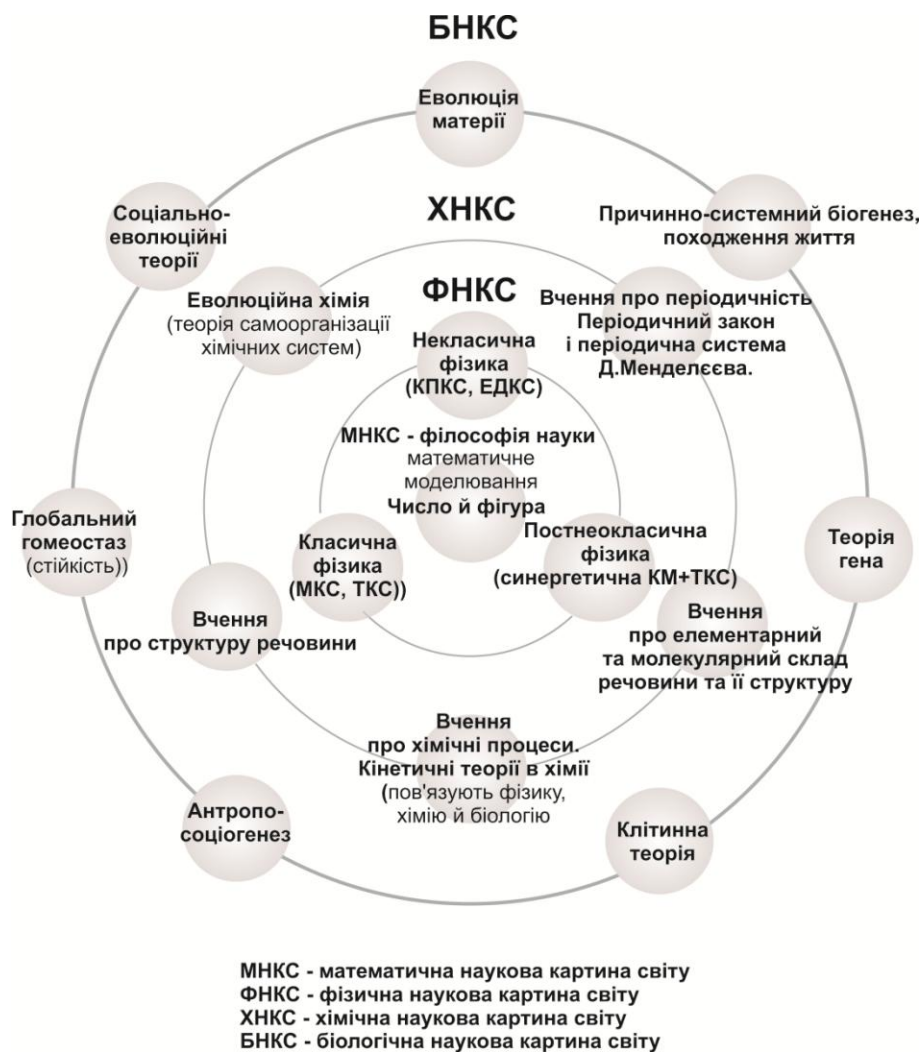 БНКС
Еволюція
матерії
Соціально-
еволюційні
теорії
Причинно-системний біогенез,
походження життя
ХНКС
Еволюційна хімія
(теорія самоорганізації
хімічних систем)
Вчення про періодичність
Періодичний закон
і періодична система
Д.Менделєєва.
ФНКС
Некласична
фізика
(КПКС, ЕДКС)
МНКС - філософія науки
математичне
моделювання
Число й фігура
Глобальний
гомеостаз
(стійкість))
Класична
фізика
(МКС, ТКС))
Постнеокласична
фізика
(синергетична КМ+ТКС)
Теорія
гена
Вчення
про структуру речовини
Вчення
про елементарний
та молекулярний склад
речовини та її структуру
Вчення
про хімічні процеси.
Кінетичні теорії в хімії
(пов'язують фізику,
хімію й біологію
Антропо-
соціогенез
Клітинна
теорія
МНКС - математична наукова картина світу
ФНКС - фізична наукова картина світу
ХНКС - хімічна наукова картина світу
БНКС - біологічна наукова картина світу